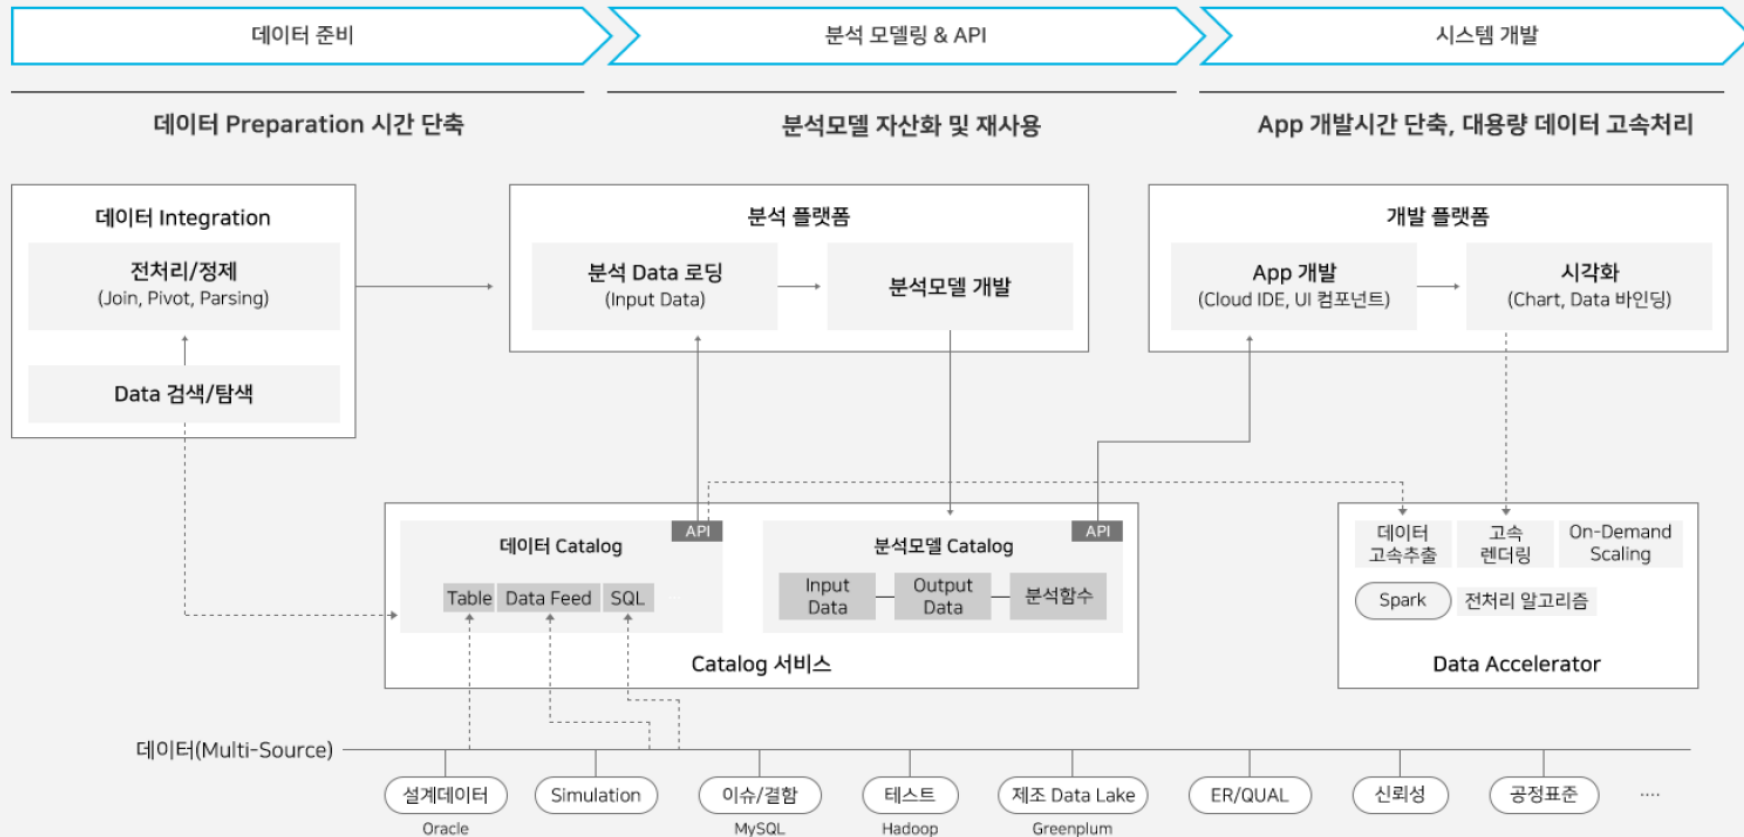 데이터 준비
분석 모델링 & API
시스템 개발
데이터 Preparation 시간 단축
분석모델 자산화 및 재사용
App 개발시간 단축, 대용량 데이터 고속처리
데이터 Integration
전처리/정제
(Join, Pivot, Parsing)
Data 검색/탐색
분석 플랫폼
분석 Data 로딩
(Input Data)
분석모델 개발
개발 플랫폼
App 개발
(Cloud IDE, UI 컴포넌트)
시각화
(Chart, Data 바인딩)
API
데이터 Catalog
Table
Data Feed
SQL
....
API
분석모델 Catalog
Input
Data
Output
Data
분석함수
Catalog 서비스
데이터
고속추출
고속
렌더링
On-Demand
Scaling
Spark
전처리 알고리즘
Data Accelerator
데이터(Multi-Source)
설계데이터
Simulation
이슈/결함
테스트
제조 Data Lake
ER/QUAL
신뢰성
공정표준
....
Oracle
MySQL
Hadoop
Greenplum